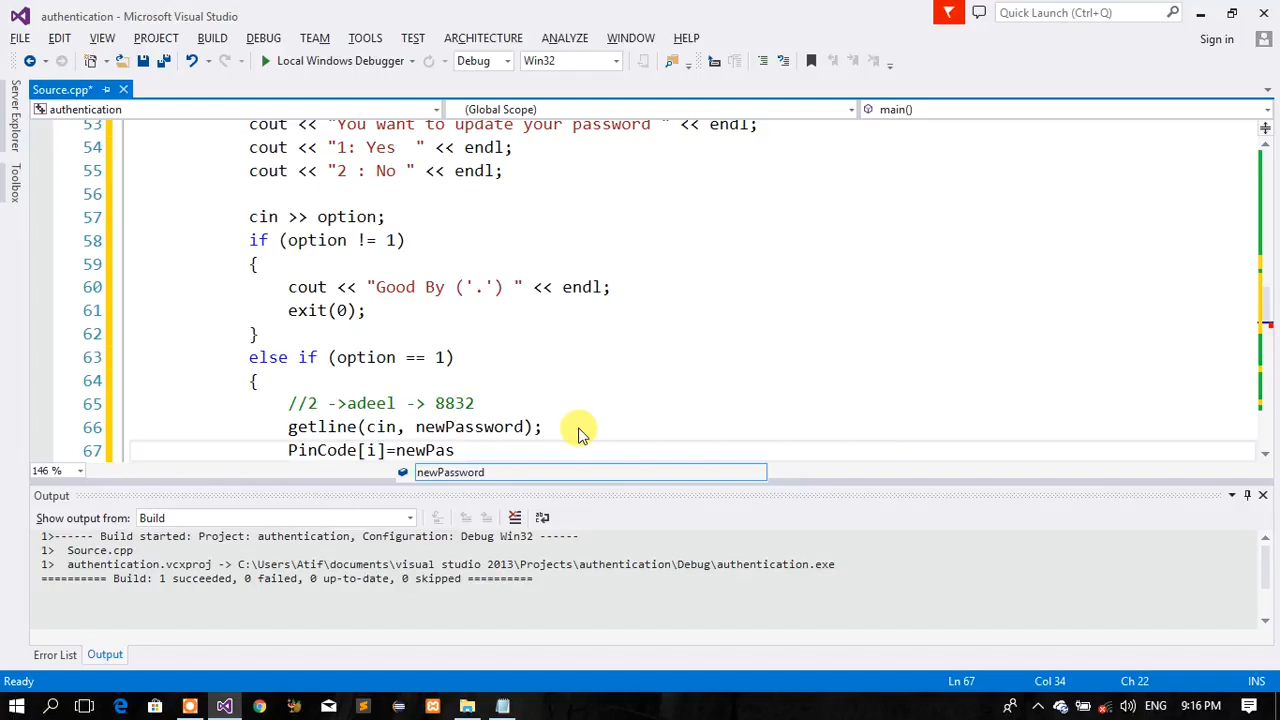 authentication - Microsoft Visual Studio
Quick Launch (Ctrl+Q)
FILE EDIT VIEW PROJECT BUILD DEBUG TEAM TOOLS TEST ARCHITECTURE ANALYZE WINDOW HELP
Sign in
Local Windows Debugger Debug Win32
Server Explorer
Toolbox
Source.cpp*
authentication (Global Scope) main()
53 cout << "You want to update your password " << endl;
54 cout << "1: Yes  " << endl;
55 cout << "2 : No " << endl;
56
57 cin >> option;
58 if (option != 1)
59 {
60 cout << "Good By ('.') " << endl;
61 exit(0);
62 }
63 else if (option == 1)
64 {
65 //2 ->adeel -> 8832
66 getline(cin, newPassword);
67 PinCode[i]=newPas
newPassword
146 %
Output
Show output from: Build
1>------ Build started: Project: authentication, Configuration: Debug Win32 ------
1>  Source.cpp
1>  authentication.vcxproj -> C:\Users\Atif\documents\visual studio 2013\Projects\authentication\Debug\authentication.exe
========== Build: 1 succeeded, 0 failed, 0 up-to-date, 0 skipped ==========
Error List Output
Ready Ln 67 Col 34 Ch 22 INS
9:16 PM